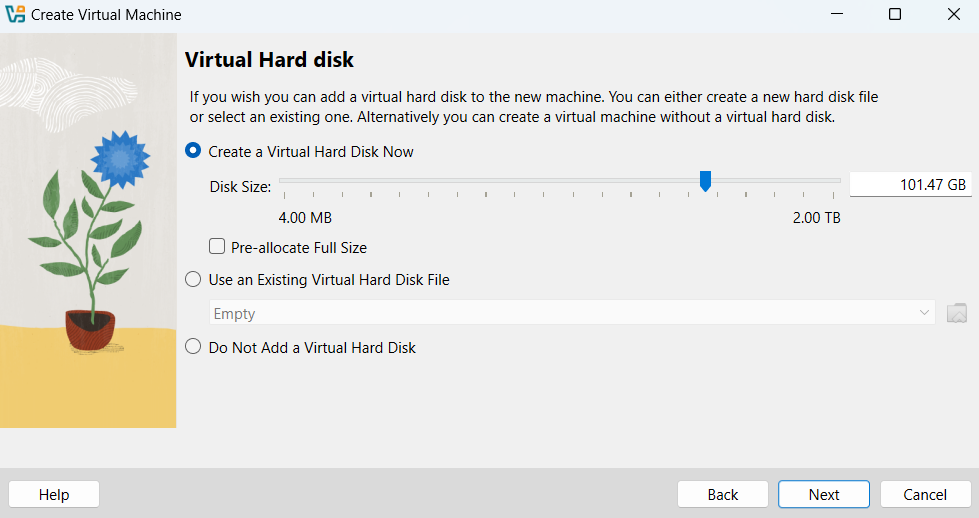 Create Virtual Machine
Virtual Hard disk
If you wish you can add a virtual hard disk to the new machine. You can either create a new hard disk file
or select an existing one. Alternatively you can create a virtual machine without a virtual hard disk.
Create a Virtual Hard Disk Now
Disk Size:
101.47 GB
4.00 MB
2.00 TB
Pre-allocate Full Size
Use an Existing Virtual Hard Disk File
Empty
Do Not Add a Virtual Hard Disk
Help
Back
Next
Cancel